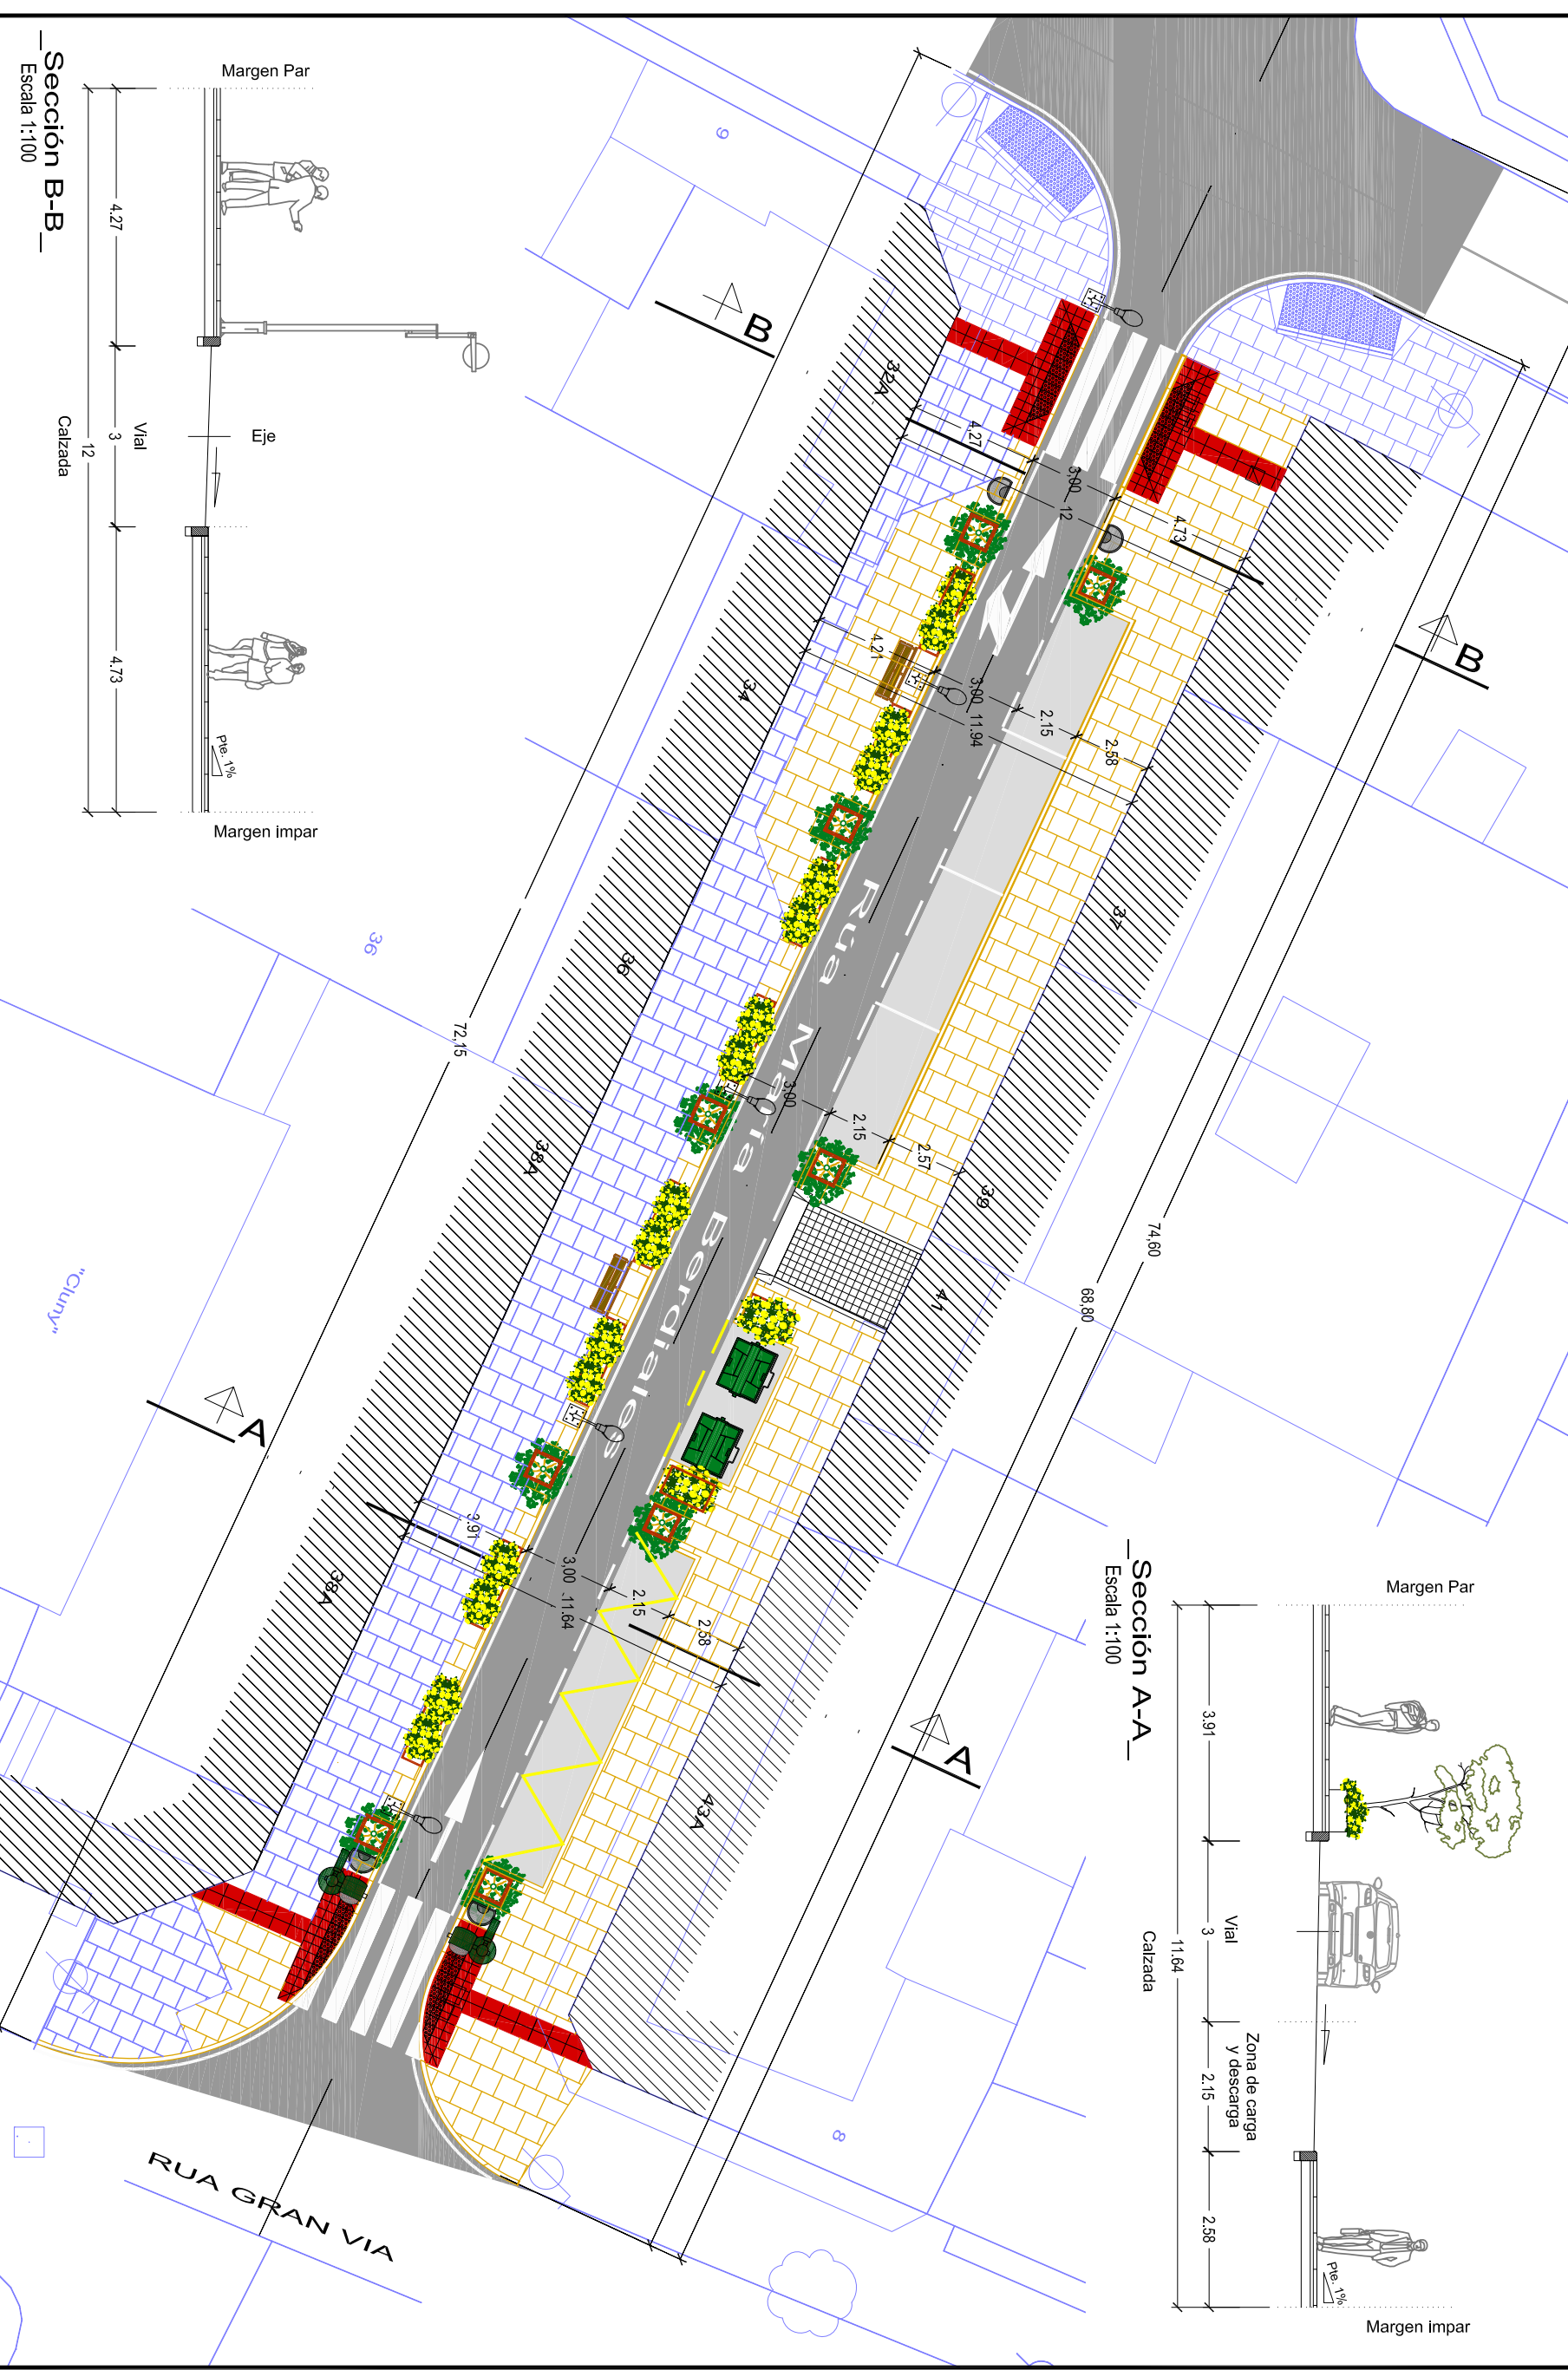 _Sección B-B_
Escala 1:100
Margen Par
4.27
3
4.73
12
Vial
Calzada
Eje
Pte. 1%
Margen impar
_Sección A-A_
Escala 1:100
Margen Par
3.91
3
2.15
2.58
11.64
Vial
Calzada
Zona de carga
y descarga
Pte. 1%
Margen impar
Rúa María Berdiales
RUA GRAN VIA
B
B
A
A
9
32A
34
36
36
38A
38A
"Cluny"
37
39
41
43A
8
4.27
3,00
12
4.73
4.21
3,00
11.94
2.15
2.58
3,00
2.15
2.57
3.91
3,00
11.64
2.15
2.58
72,15
74,60
68,80